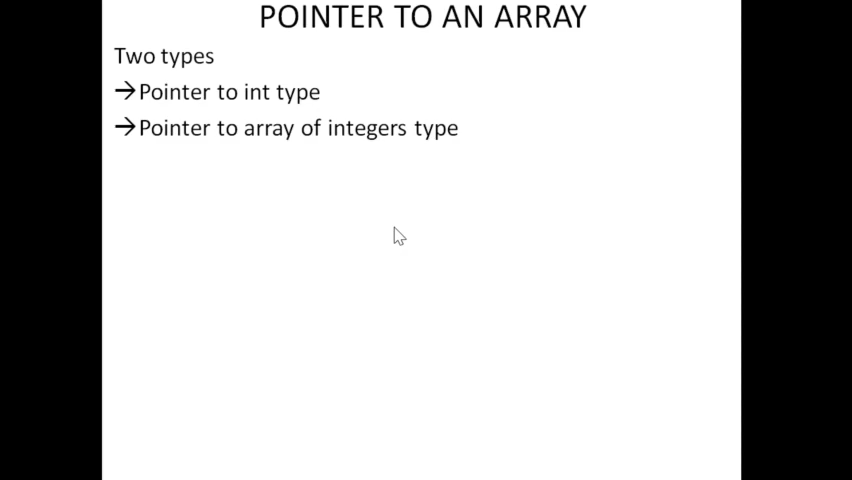 POINTER TO AN ARRAY
Two types
→Pointer to int type
→Pointer to array of integers type